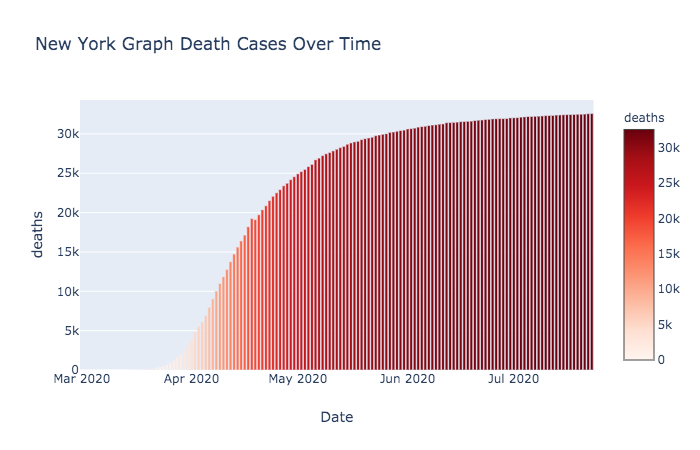 New York Graph Death Cases Over Time
deaths
30k
25k
20k
15k
10k
5k
0
Mar 2020 Apr 2020 May 2020 Jun 2020 Jul 2020
Date
deaths
30k
25k
20k
15k
10k
5k
0